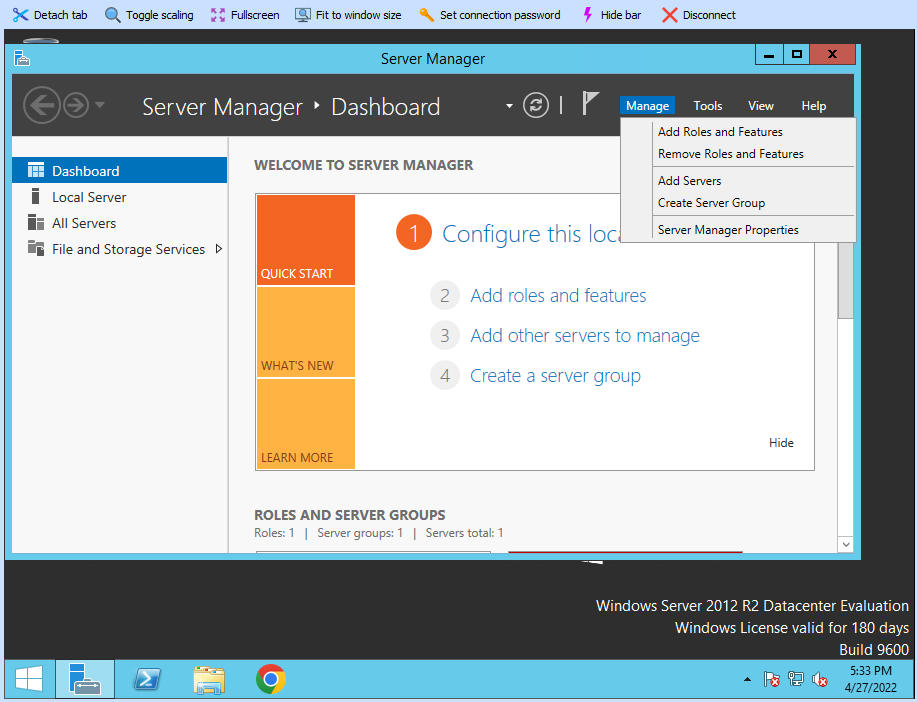 Detach tab
Toggle scaling
Fullscreen
Fit to window size
Set connection password
Hide bar
Disconnect
Server Manager
Server Manager
Dashboard
Manage
Tools
View
Help
Add Roles and Features
Remove Roles and Features
Add Servers
Create Server Group
Server Manager Properties
Dashboard
Local Server
All Servers
File and Storage Services
WELCOME TO SERVER MANAGER
QUICK START
WHAT'S NEW
LEARN MORE
1 Configure this loc
2 Add roles and features
3 Add other servers to manage
4 Create a server group
Hide
ROLES AND SERVER GROUPS
Roles: 1 | Server groups: 1 | Servers total: 1
Windows Server 2012 R2 Datacenter Evaluation
Windows License valid for 180 days
Build 9600
5:33 PM
4/27/2022